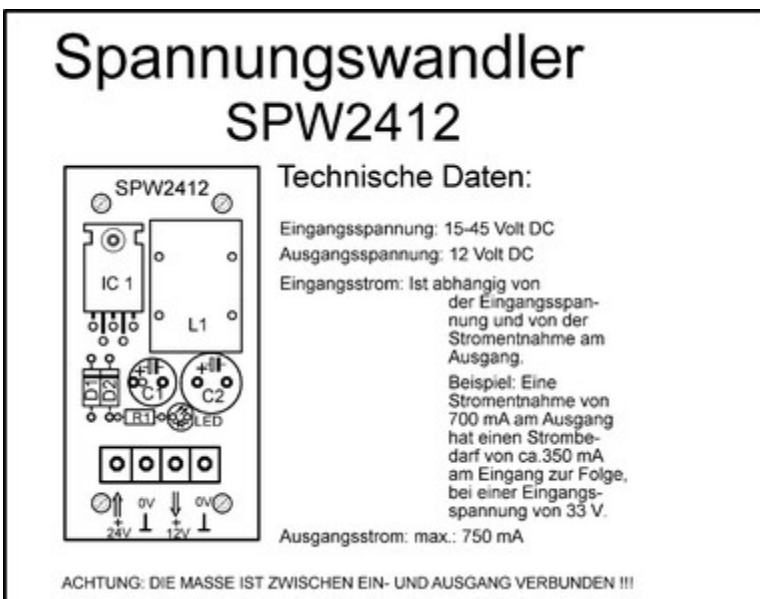 Spannungswandler
SPW2412
SPW2412
IC 1
L1
D1
D2
C1
C2
R1
LED
0V
0V
24V
12V
Technische Daten:
Eingangsspannung: 15-45 Volt DC
Ausgangsspannung: 12 Volt DC
Eingangsstrom: Ist abhängig von
der Eingangsspan-
nung und von der
Stromentnahme am
Ausgang.
Beispiel: Eine
Stromentnahme von
700 mA am Ausgang
hat einen Strombe-
darf von ca.350 mA
am Eingang zur Folge,
bei einer Eingangs-
spannung von 33 V.
Ausgangsstrom: max.: 750 mA
ACHTUNG: DIE MASSE IST ZWISCHEN EIN- UND AUSGANG VERBUNDEN !!!